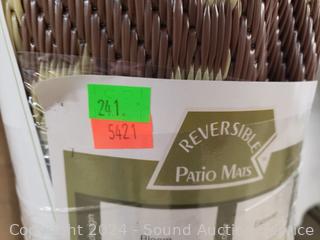 241.
5421
REVERSIBLE
PATIO MATS
Bloom
Copyright 2024 - Sound Auction Service